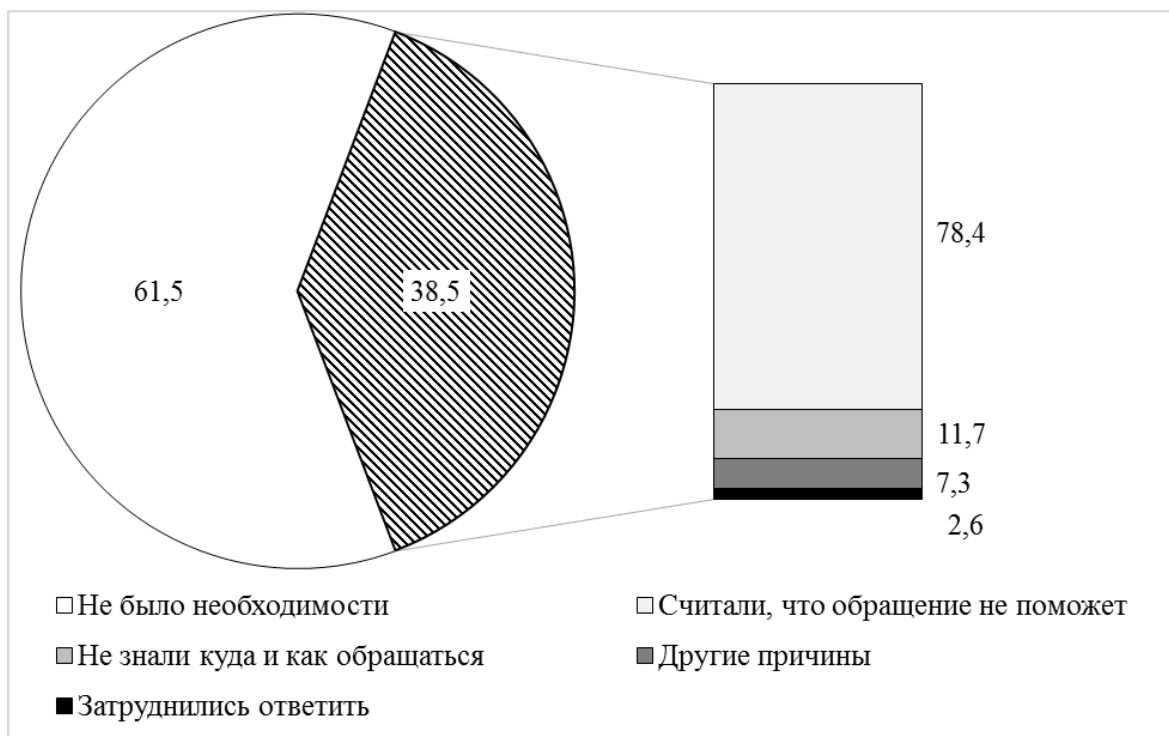 61,5
38,5
78,4
11,7
7,3
2,6
Не было необходимости
Считали, что обращение не поможет
Не знали куда и как обращаться
Другие причины
Затруднились ответить